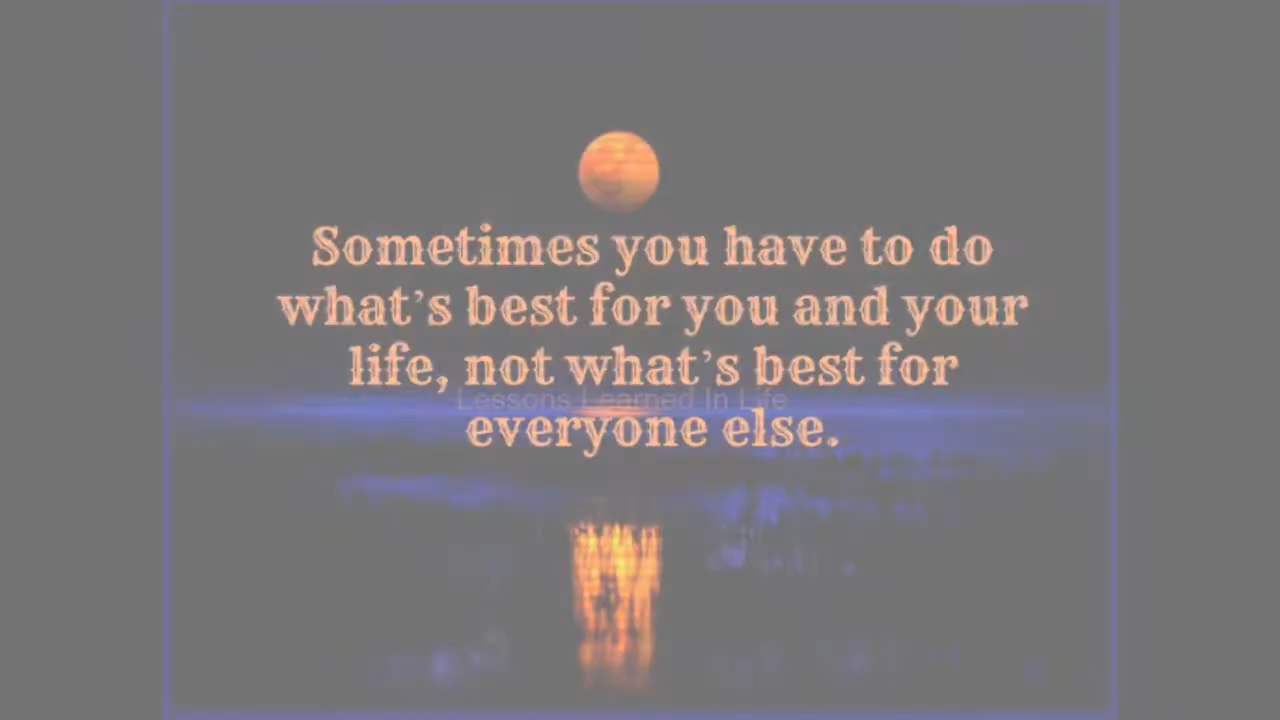 Sometimes you have to do
what’s best for you and your
life, not what’s best for
Lessons Learned In Life
everyone else.